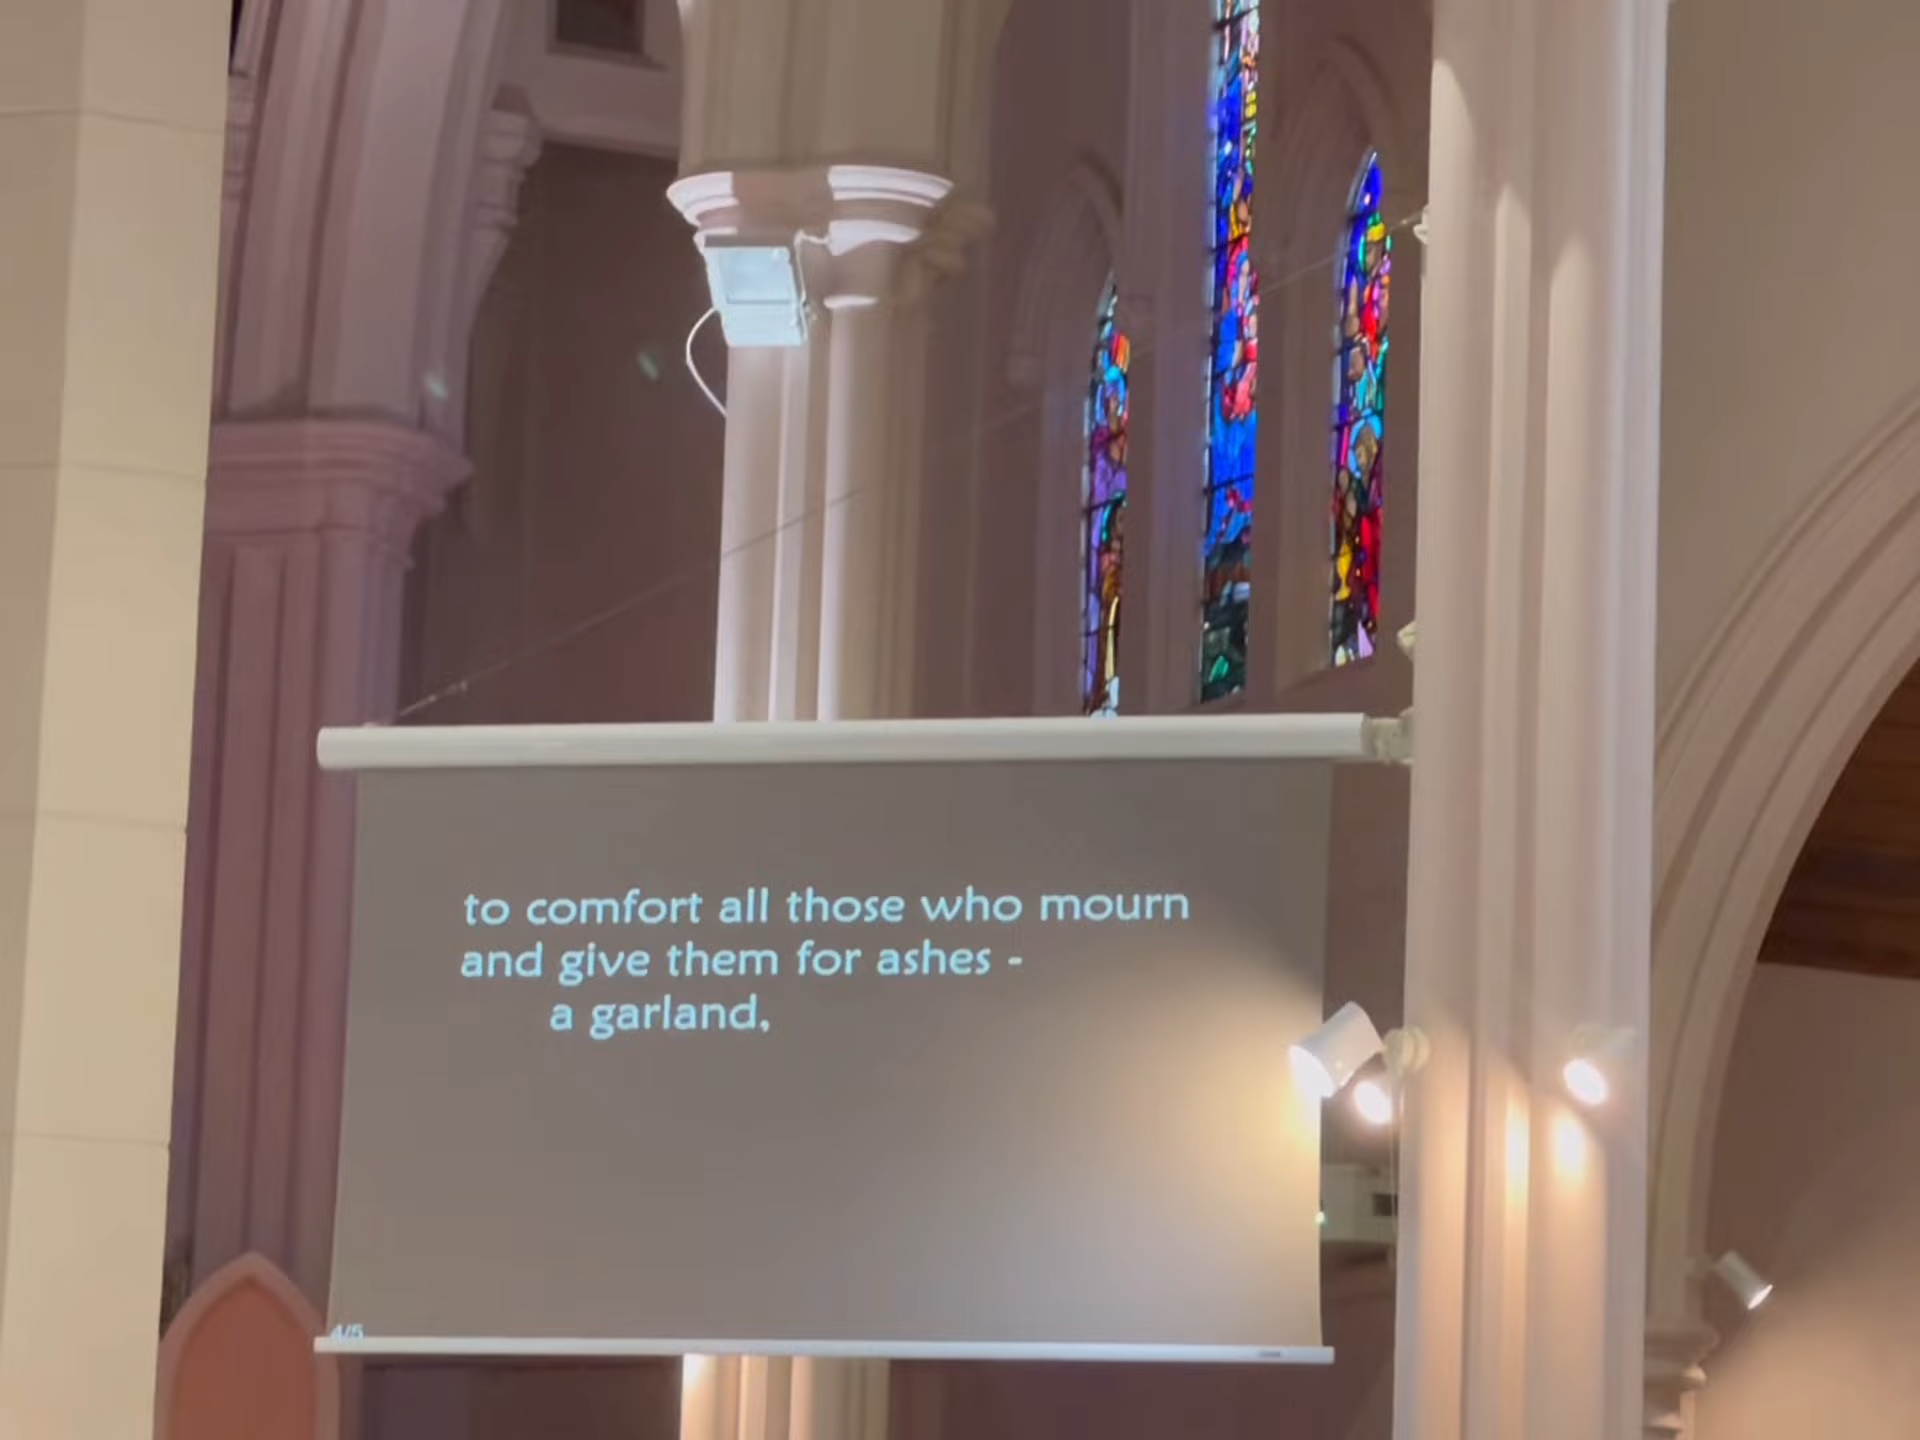 to comfort all those who mourn
and give them for ashes -
a garland,
4/5